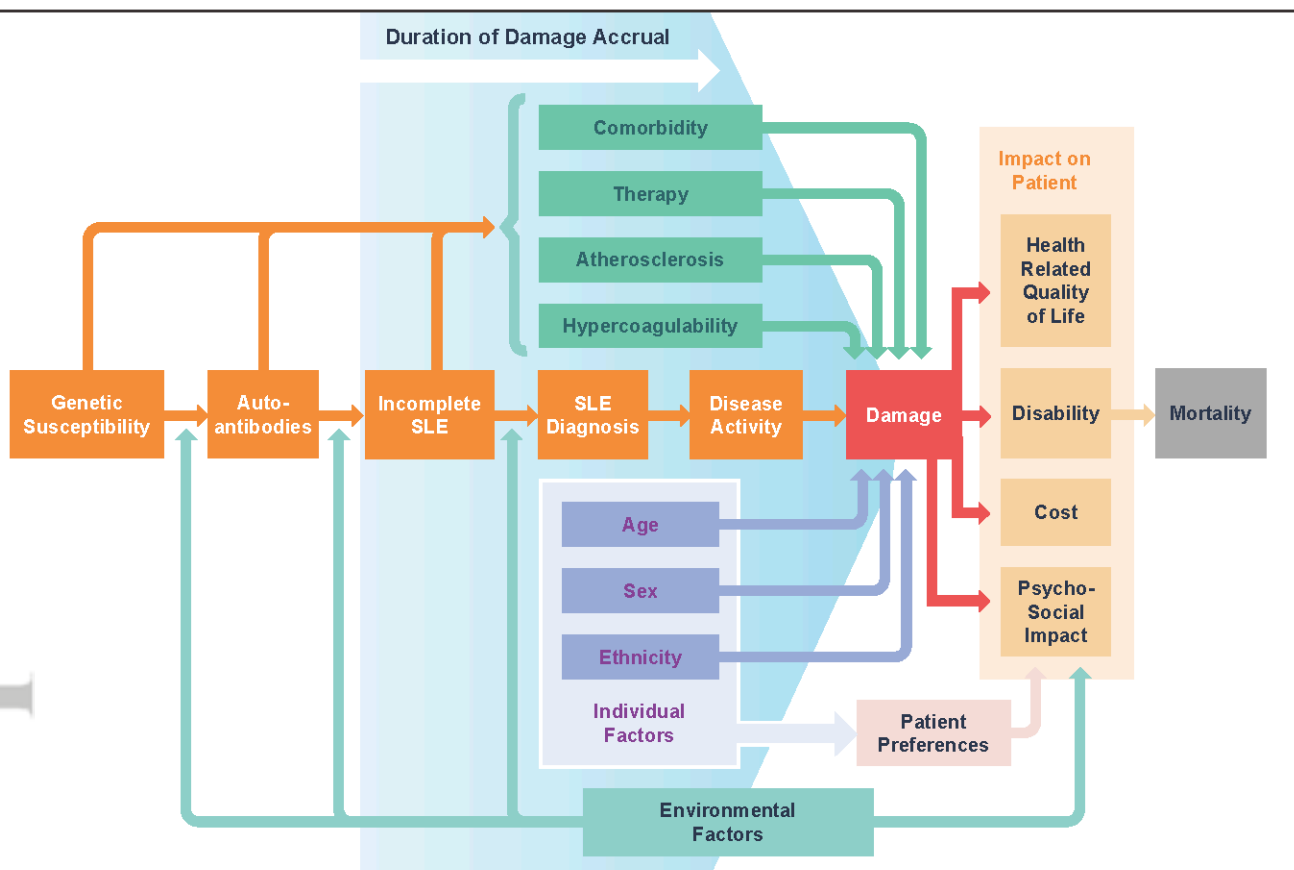 Duration of Damage Accrual
Comorbidity
Therapy
Atherosclerosis
Hypercoagulability
Impact on
Patient
Health
Related
Quality
of Life
Genetic
Susceptibility
Auto-
antibodies
Incomplete
SLE
SLE
Diagnosis
Disease
Activity
Damage
Disability
Mortality
Cost
Psycho-
Social
Impact
Age
Sex
Ethnicity
Individual
Factors
Patient
Preferences
Environmental
Factors